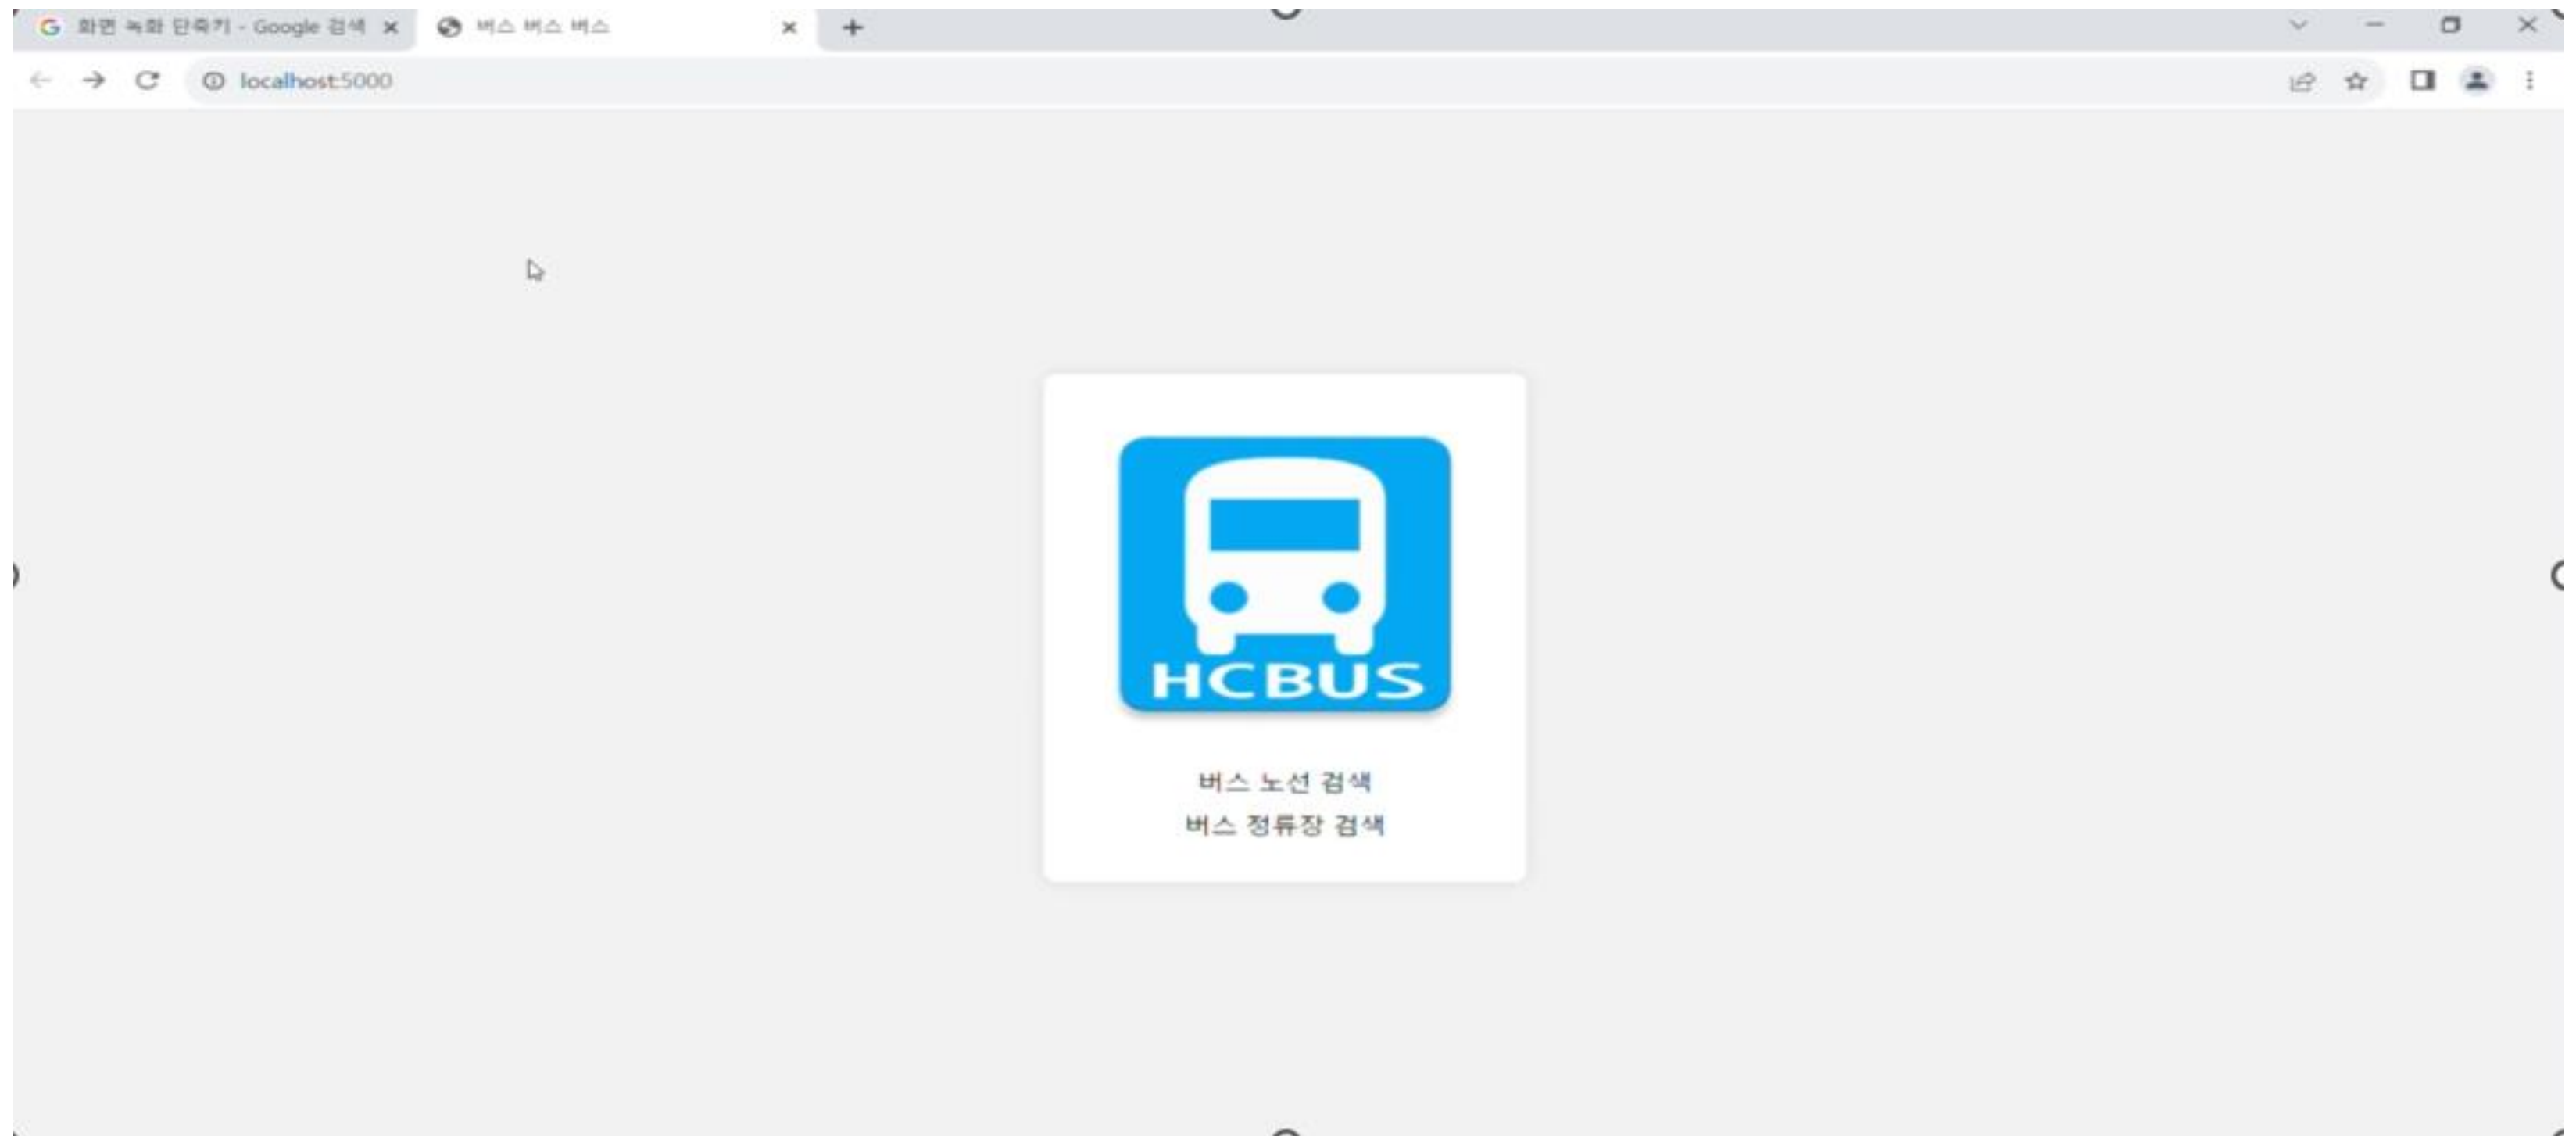 화면 녹화 단축키 - Google 검색
버스 버스 버스
localhost:5000
HCBUS
버스 노선 검색
버스 정류장 검색